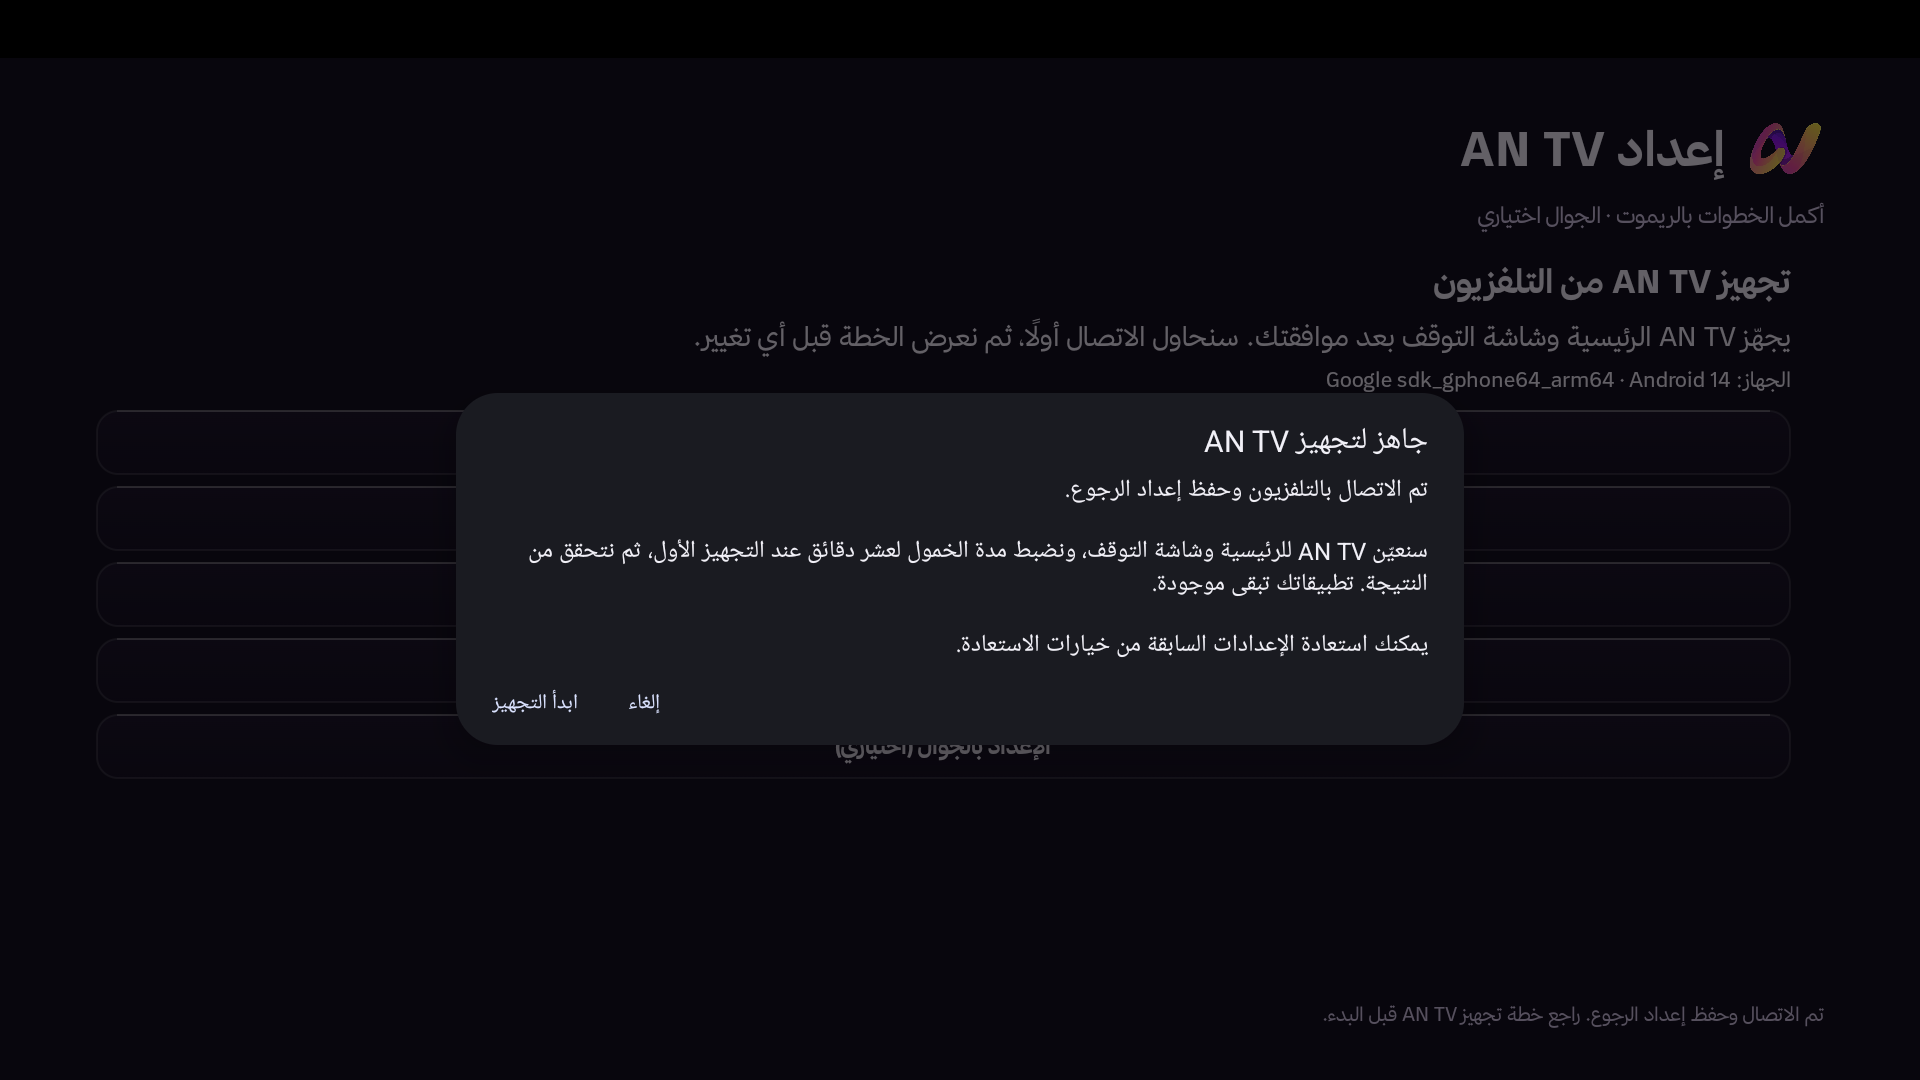 إعداد AN TV
أكمل الخطوات بالريموت · الجوال اختياري
تجهيز AN TV من التلفزيون
يجهّز AN TV الرئيسية وشاشة التوقف بعد موافقتك. سنحاول الاتصال أولًا، ثم نعرض الخطة قبل أي تغيير.
الجهاز: Google sdk_gphone64_arm64 · Android 14
جاهز لتجهيز AN TV
تم الاتصال بالتلفزيون وحفظ إعداد الرجوع.
سنعيّن AN TV للرئيسية وشاشة التوقف، ونضبط مدة الخمول لعشر دقائق عند التجهيز الأول، ثم نتحقق من
النتيجة. تطبيقاتك تبقى موجودة.
يمكنك استعادة الإعدادات السابقة من خيارات الاستعادة.
إلغاء
ابدأ التجهيز
الإعداد بالجوال (اختياري)
تم الاتصال وحفظ إعداد الرجوع. راجع خطة تجهيز AN TV قبل البدء.